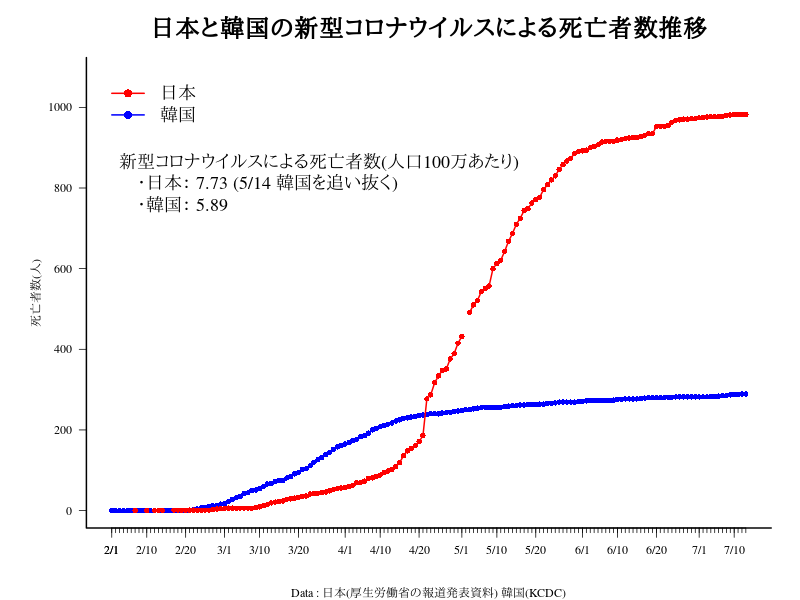 日本と韓国の新型コロナウイルスによる死亡者数推移
日本
韓国
新型コロナウイルスによる死亡者数(人口100万あたり)
・日本: 7.73 (5/14 韓国を追い抜く)
・韓国: 5.89
死亡者数(人)
1000
800
600
400
200
0
2/1 2/10 2/20 3/1 3/10 3/20 4/1 4/10 4/20 5/1 5/10 5/20 6/1 6/10 6/20 7/1 7/10
Data : 日本(厚生労働省の報道発表資料) 韓国(KCDC)